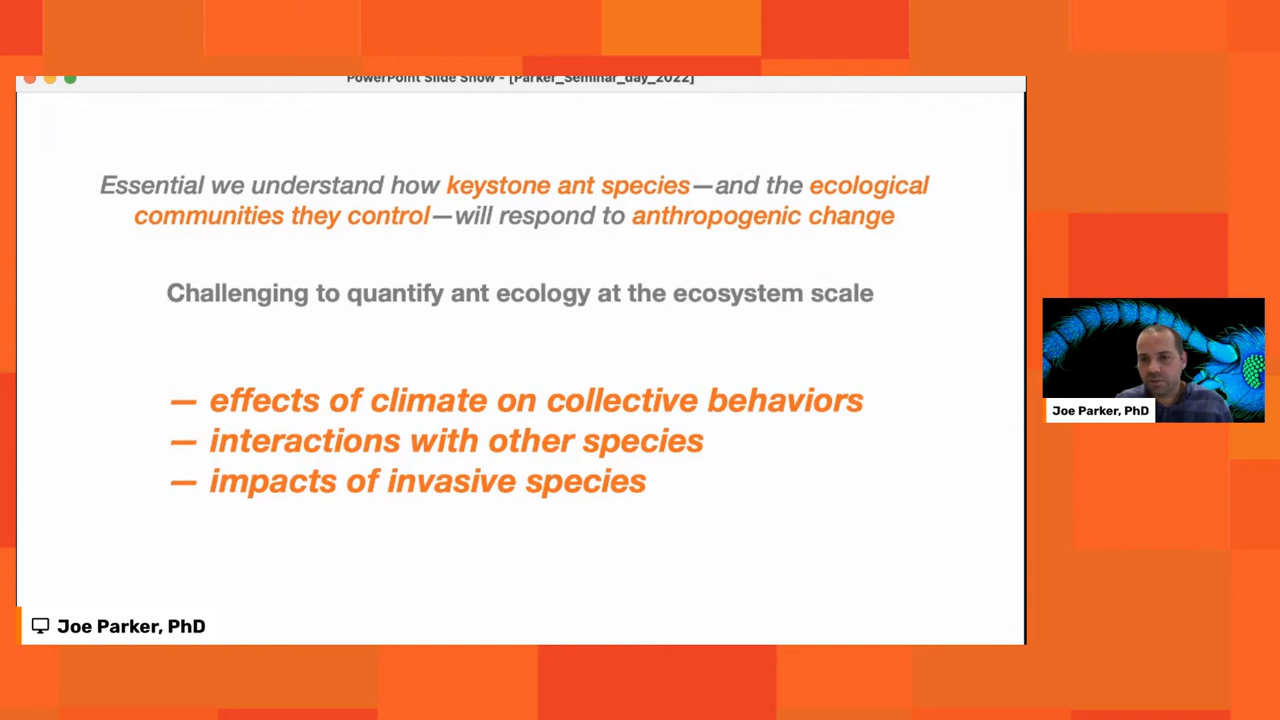 PowerPoint Slide Show - [Parker_Seminar_day_2022]
Essential we understand how keystone ant species—and the ecological
communities they control—will respond to anthropogenic change
Challenging to quantify ant ecology at the ecosystem scale
— effects of climate on collective behaviors
— interactions with other species
— impacts of invasive species
Joe Parker, PhD
Joe Parker, PhD